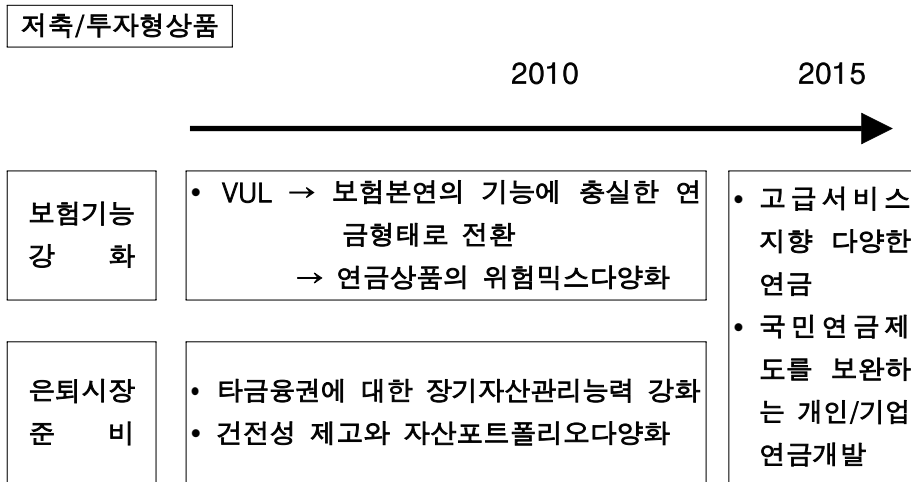 저축/투자형상품
2010
2015
보험기능
강 화
• VUL → 보험본연의 기능에 충실한 연
금형태로 전환
→ 연금상품의 위험믹스다양화
은퇴시장
준 비
• 타금융권에 대한 장기자산관리능력 강화
• 건전성 제고와 자산포트폴리오다양화
• 고급서비스
지향 다양한
연금
• 국민연금제
도를 보완하
는 개인/기업
연금개발